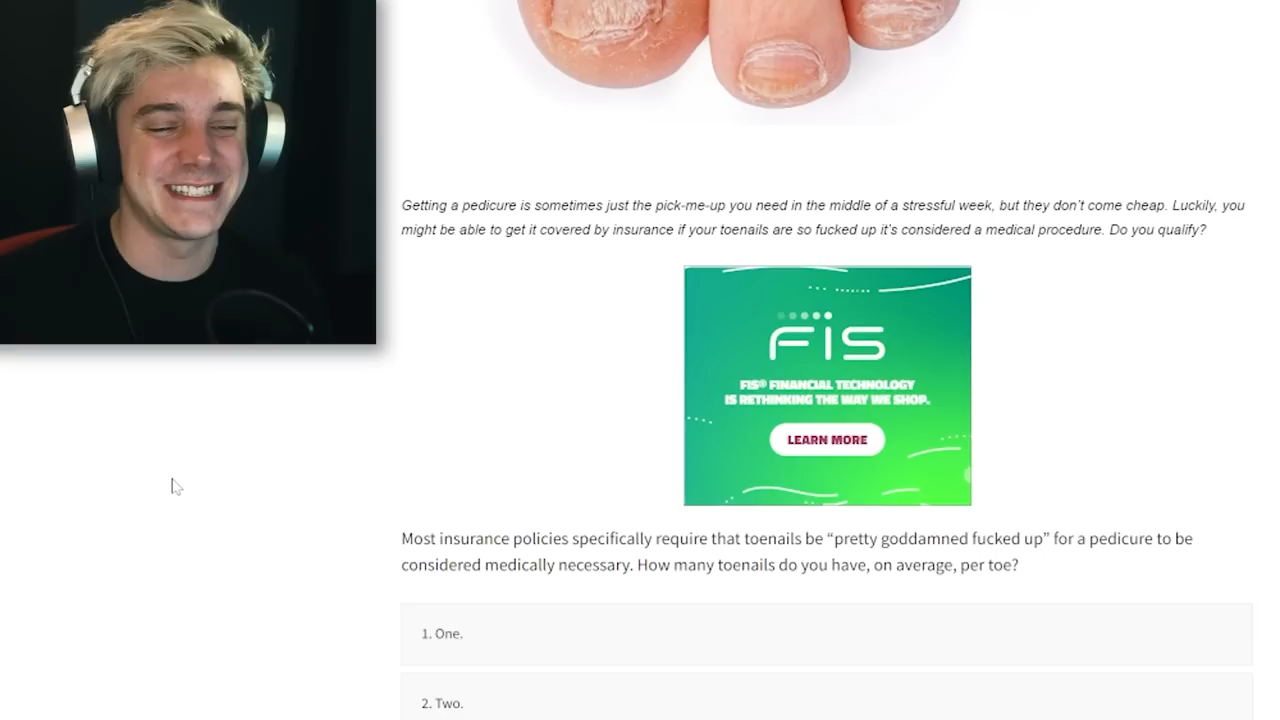 Getting a pedicure is sometimes just the pick-me-up you need in the middle of a stressful week, but they don't come cheap. Luckily, you
might be able to get it covered by insurance if your toenails are so fucked up it's considered a medical procedure. Do you qualify?
FIS
FIS® FINANCIAL TECHNOLOGY
IS RETHINKING THE WAY WE SHOP.
LEARN MORE
Most insurance policies specifically require that toenails be “pretty goddamned fucked up” for a pedicure to be
considered medically necessary. How many toenails do you have, on average, per toe?
1. One.
2. Two.